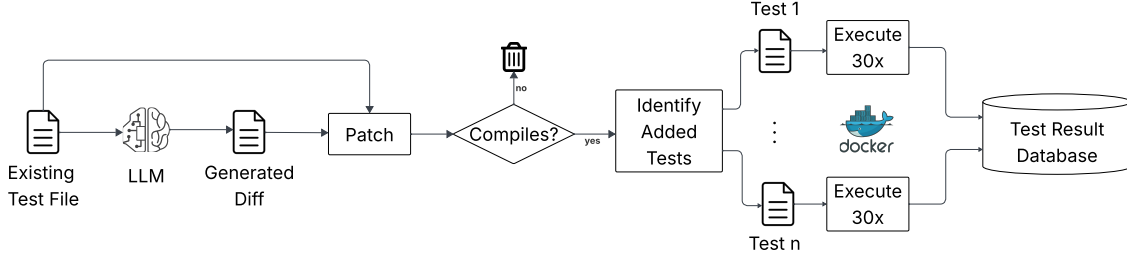 Existing
Test File
LLM
Generated
Diff
Patch
no
Compiles?
yes
Identify
Added
Tests
Test 1
Execute
30x
docker
Test n
Execute
30x
Test Result
Database